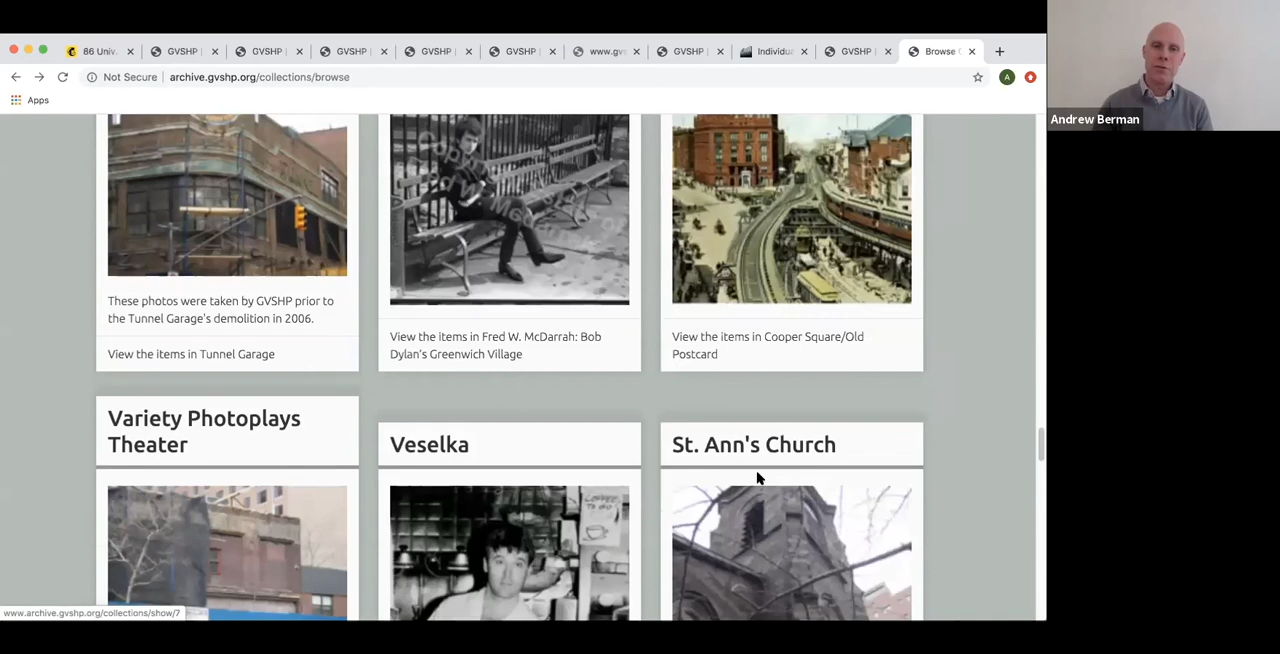 86 Univ
GVSHP
GVSHP
GVSHP
GVSHP
GVSHP
www.gv
GVSHP
Individu
GVSHP
Browse
Not Secure
archive.gvshp.org/collections/browse
A
Apps
Andrew Berman
These photos were taken by GVSHP prior to
the Tunnel Garage's demolition in 2006.
View the items in Tunnel Garage
View the items in Fred W. McDarrah: Bob
Dylan's Greenwich Village
View the items in Cooper Square/Old
Postcard
Variety Photoplays
Theater
Veselka
St. Ann's Church
COFFEE
TO GO
www.archive.gvshp.org/collections/show/7